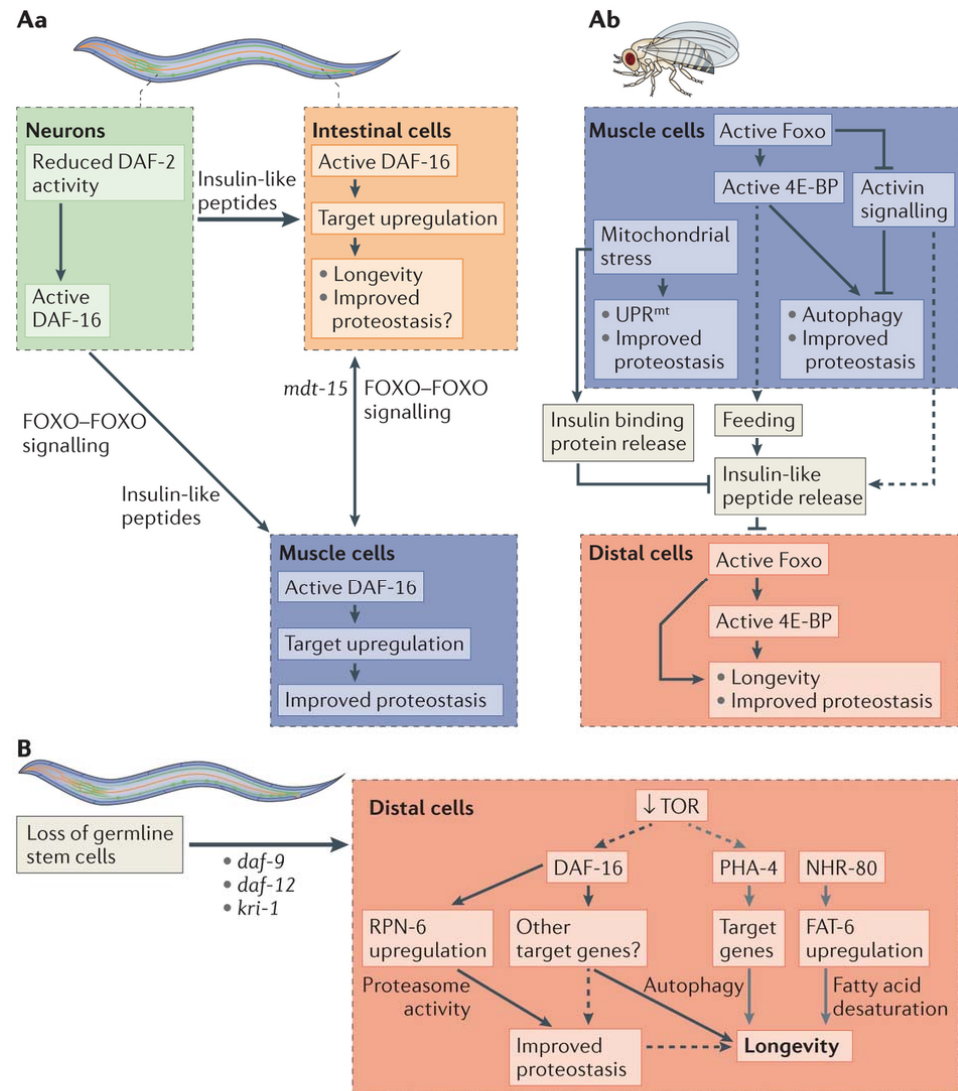 Aa
Neurons
Reduced DAF-2
activity
Active
DAF-16
Insulin-like
peptides
Intestinal cells
Active DAF-16
Target upregulation
• Longevity
• Improved
proteostasis?
FOXO–FOXO
signalling
Insulin-like
peptides
mdt-15
FOXO–FOXO
signalling
Muscle cells
Active DAF-16
Target upregulation
Improved proteostasis
Ab
Muscle cells
Active Foxo
Active 4E-BP
Activin
signalling
Mitochondrial
stress
• UPRmt
• Improved
proteostasis
• Autophagy
• Improved
proteostasis
Insulin binding
protein release
Feeding
Insulin-like
peptide release
Distal cells
Active Foxo
Active 4E-BP
• Longevity
• Improved proteostasis
B
Loss of germline
stem cells
• daf-9
• daf-12
• kri-1
Distal cells
↓ TOR
DAF-16
PHA-4
NHR-80
RPN-6
upregulation
Other
target genes?
Target
genes
FAT-6
upregulation
Proteasome
activity
Autophagy
Fatty acid
desaturation
Improved
proteostasis
Longevity